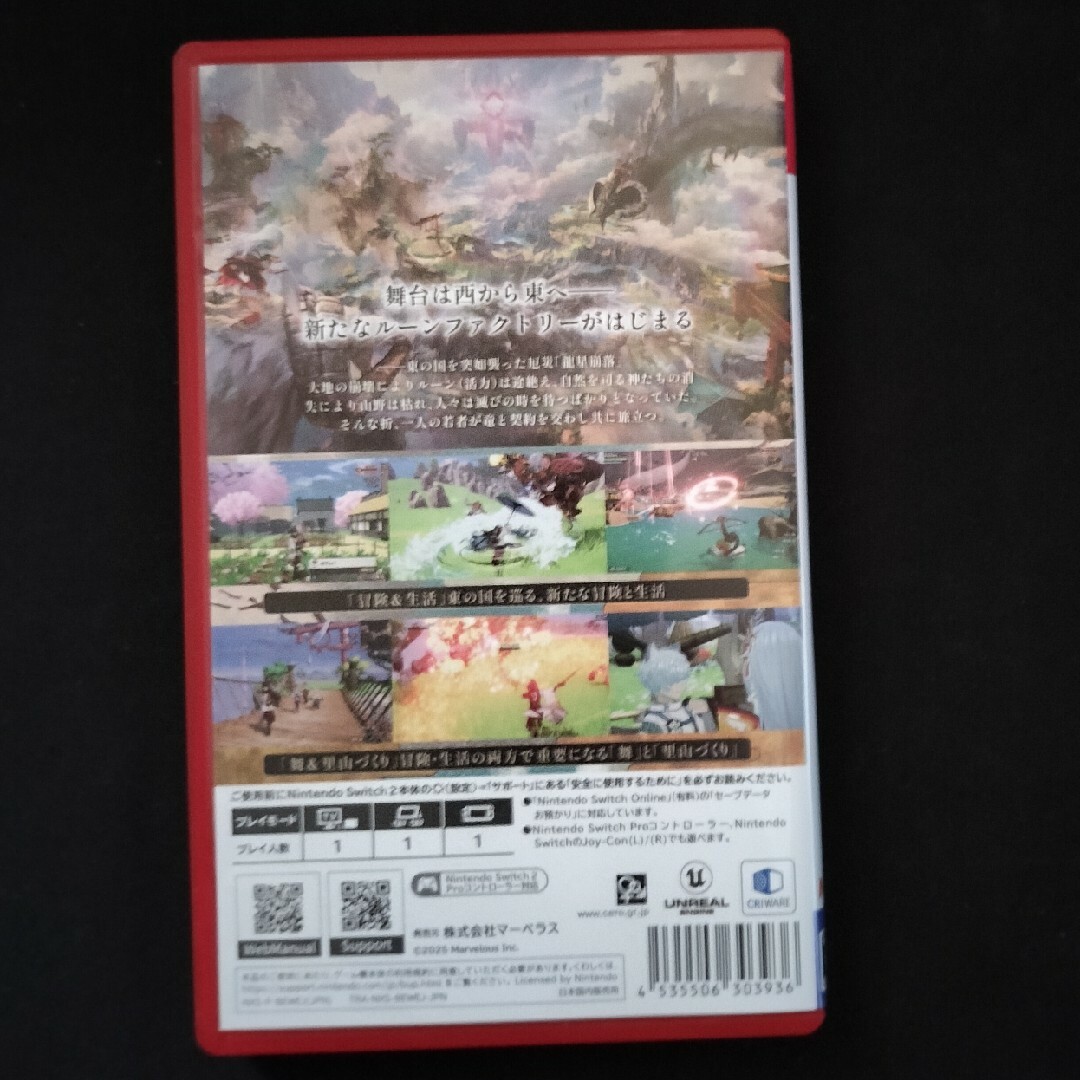 舞台は西から東へ――
新たなルーンファクトリーがはじまる
――東の国を突如襲った厄災「龍星崩落」
大地の崩壊によりルーン(活力)は途絶え、自然を司る神たちの消
失により山野は枯れ、人々は滅びの時を待つばかりとなっていた。
そんな折、一人の若者が竜と契約を交わし共に旅立つ。
「冒険&生活」東の国を巡る、新たな冒険と生活
「舞&里山づくり」冒険・生活の両方で重要になる「舞」と「里山づくり」
ご使用前にNintendo Switch 2本体の(設定)→「サポート」にある「安全に使用するために」を必ずお読みください。
プレイモード
プレイ人数 1 1 1
●「Nintendo Switch Online」(有料)の「セーブデータ
お預かり」に対応しています。
●Nintendo Switch Proコントローラー、Nintendo
SwitchのJoy-Con(L)/(R)でも遊べます。
Nintendo Switch 2
Proコントローラー対応
WebManual
Support
www.cero.gr.jp
UNREAL
ENGINE
CRIWARE
発売元 株式会社マーベラス
©2025 Marvelous Inc.
Licensed by Nintendo
日本国内販売用
4 535506 303936